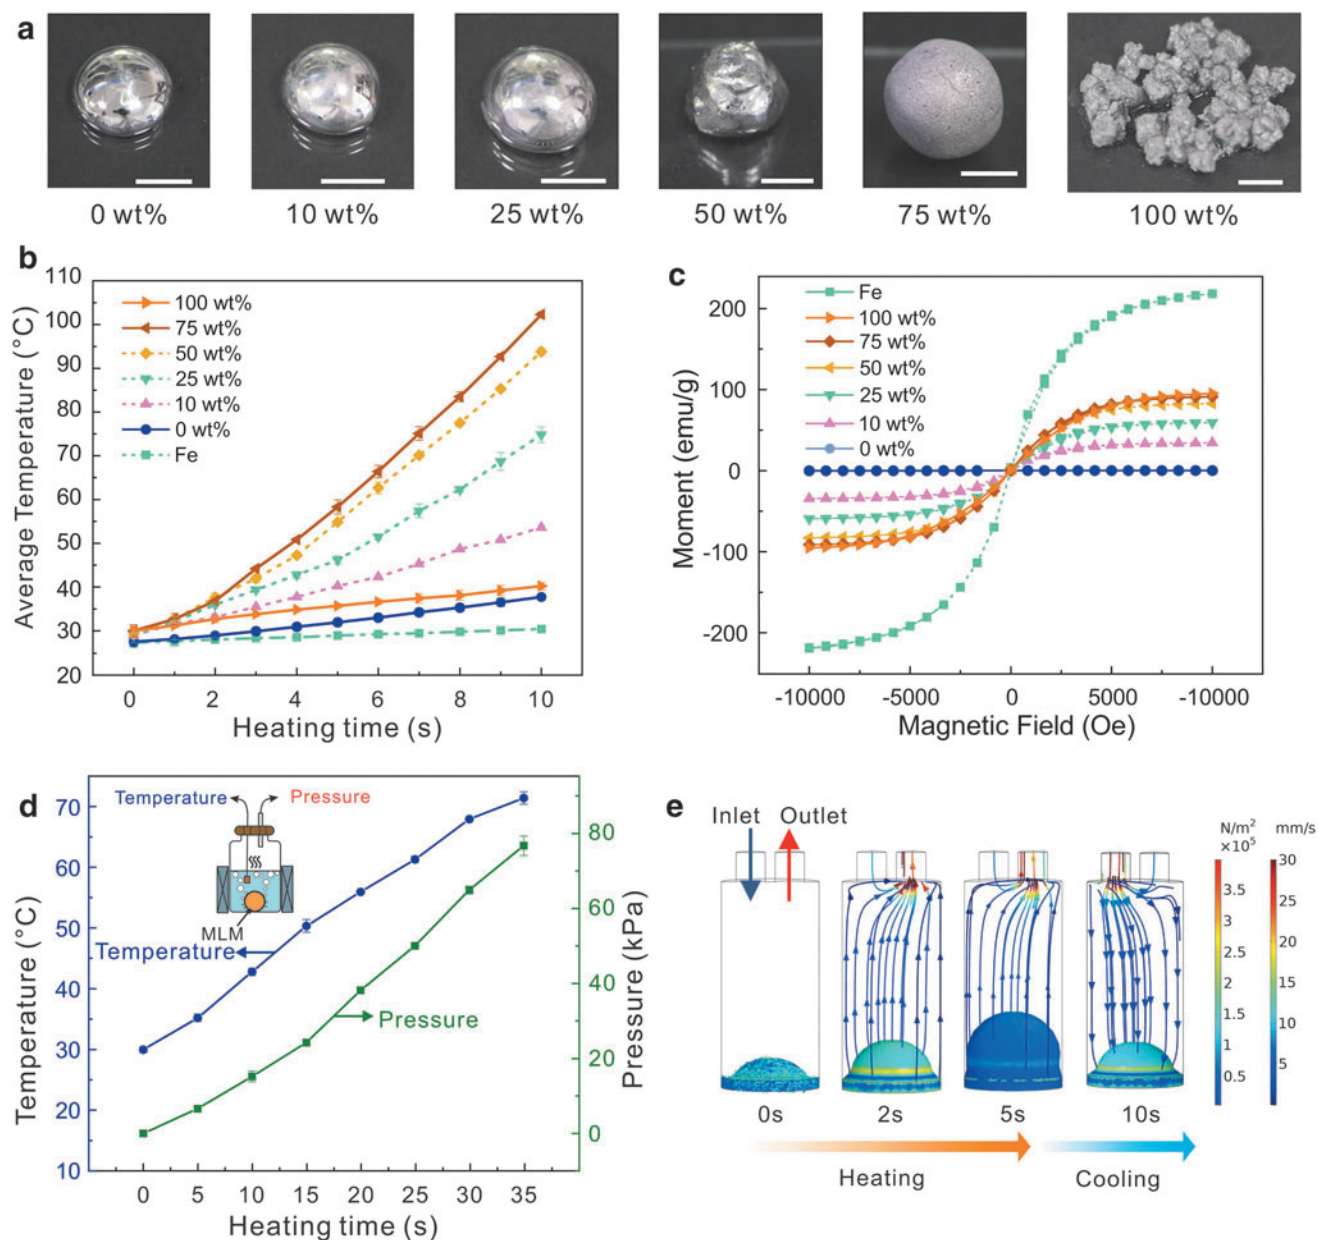 a
0 wt%
10 wt%
25 wt%
50 wt%
75 wt%
100 wt%
b
110
100
90
80
70
60
50
40
30
20
Average Temperature (°C)
100 wt%
75 wt%
50 wt%
25 wt%
10 wt%
0 wt%
Fe
0 2 4 6 8 10
Heating time (s)
c
200
100
0
-100
-200
Moment (emu/g)
Fe
100 wt%
75 wt%
50 wt%
25 wt%
10 wt%
0 wt%
-10000 -5000 0 5000 -10000
Magnetic Field (Oe)
d
70
60
50
40
30
20
10
Temperature (°C)
Temperature
Pressure
MLM
Temperature
Pressure
80
60
40
20
0
Pressure (kPa)
0 5 10 15 20 25 30 35
Heating time (s)
e
Inlet Outlet
N/m² mm/s
×10⁵
3.5
3
2.5
2
1.5
1
0.5
30
20
10
5
0s 2s 5s 10s
Heating Cooling